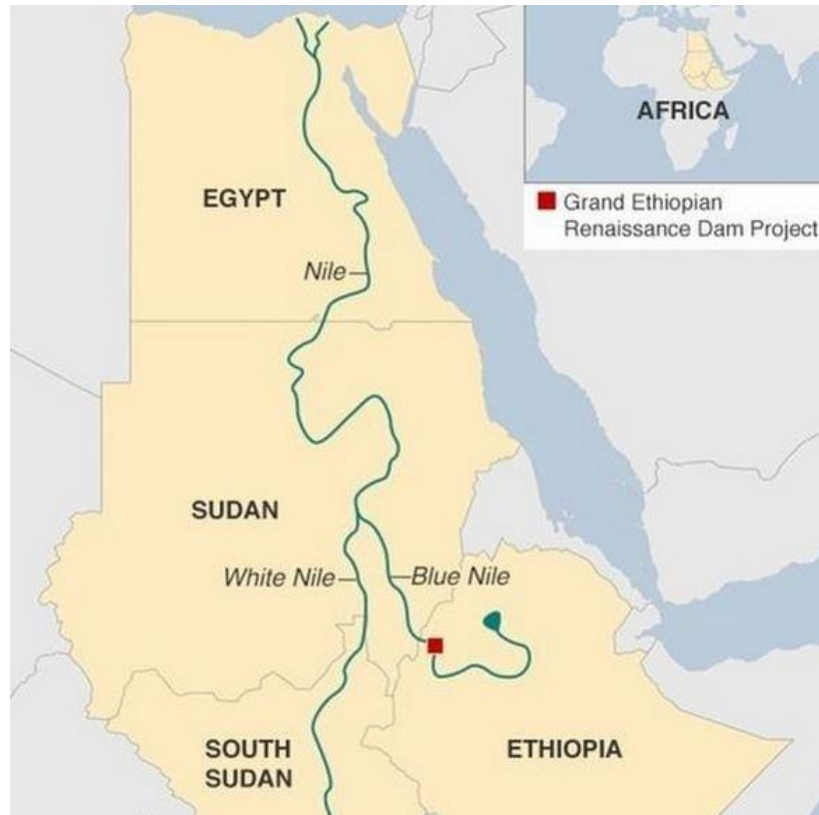 AFRICA
Grand Ethiopian
Renaissance Dam Project
EGYPT
Nile
SUDAN
White Nile
Blue Nile
SOUTH
SUDAN
ETHIOPIA